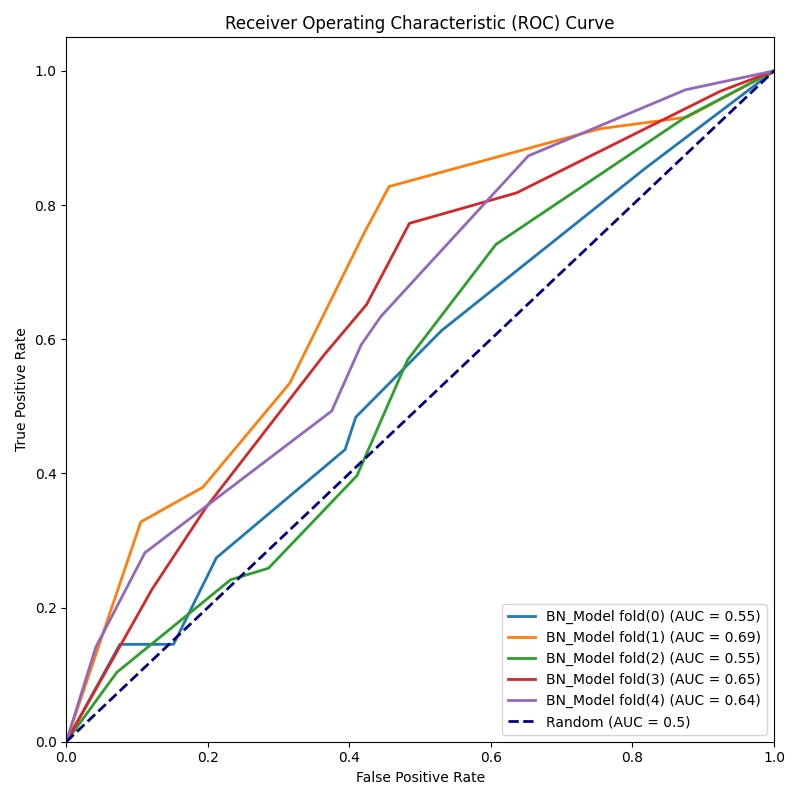 Receiver Operating Characteristic (ROC) Curve
1.0
0.8
0.6
0.4
0.2
0.0
True Positive Rate
0.0 0.2 0.4 0.6 0.8 1.0
False Positive Rate
BN_Model fold(0) (AUC = 0.55)
BN_Model fold(1) (AUC = 0.69)
BN_Model fold(2) (AUC = 0.55)
BN_Model fold(3) (AUC = 0.65)
BN_Model fold(4) (AUC = 0.64)
Random (AUC = 0.5)